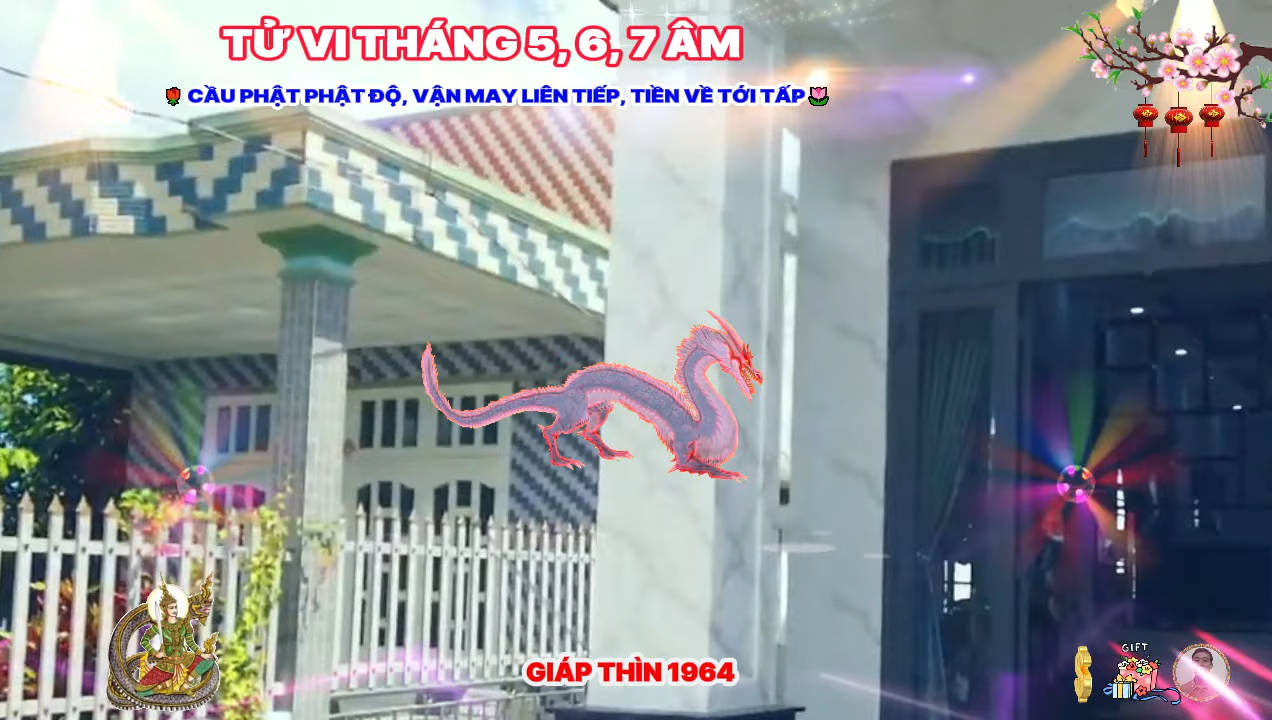 TỬ VI THÁNG 5, 6, 7 ÂM
CẦU PHẬT PHẬT ĐỘ, VẬN MAY LIÊN TIẾP, TIỀN VỀ TỚI TẤP
GIÁP THÌN 1964
GIFT